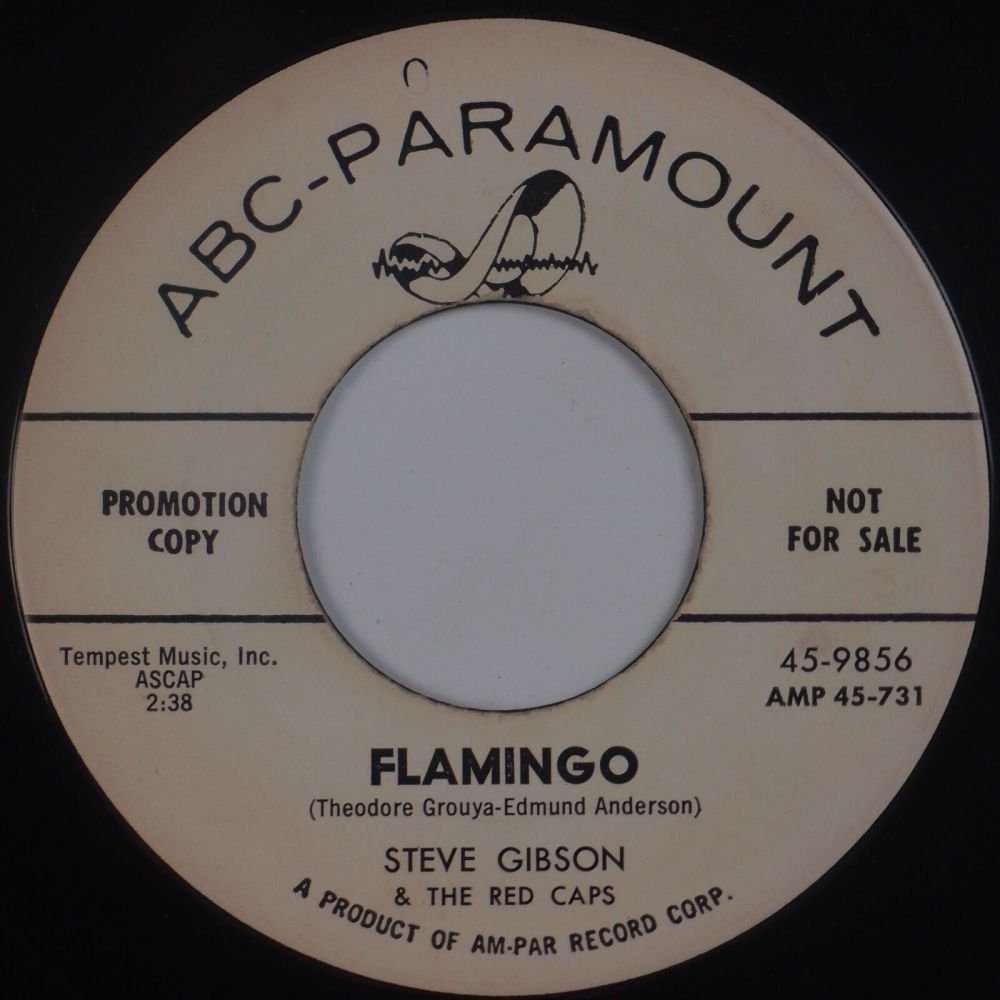 ABC-PARAMOUNT
PROMOTION
COPY
NOT
FOR SALE
Tempest Music, Inc.
ASCAP
2:38
45-9856
AMP 45-731
FLAMINGO
(Theodore Grouya-Edmund Anderson)
STEVE GIBSON
& THE RED CAPS
A PRODUCT OF AM-PAR RECORD CORP.